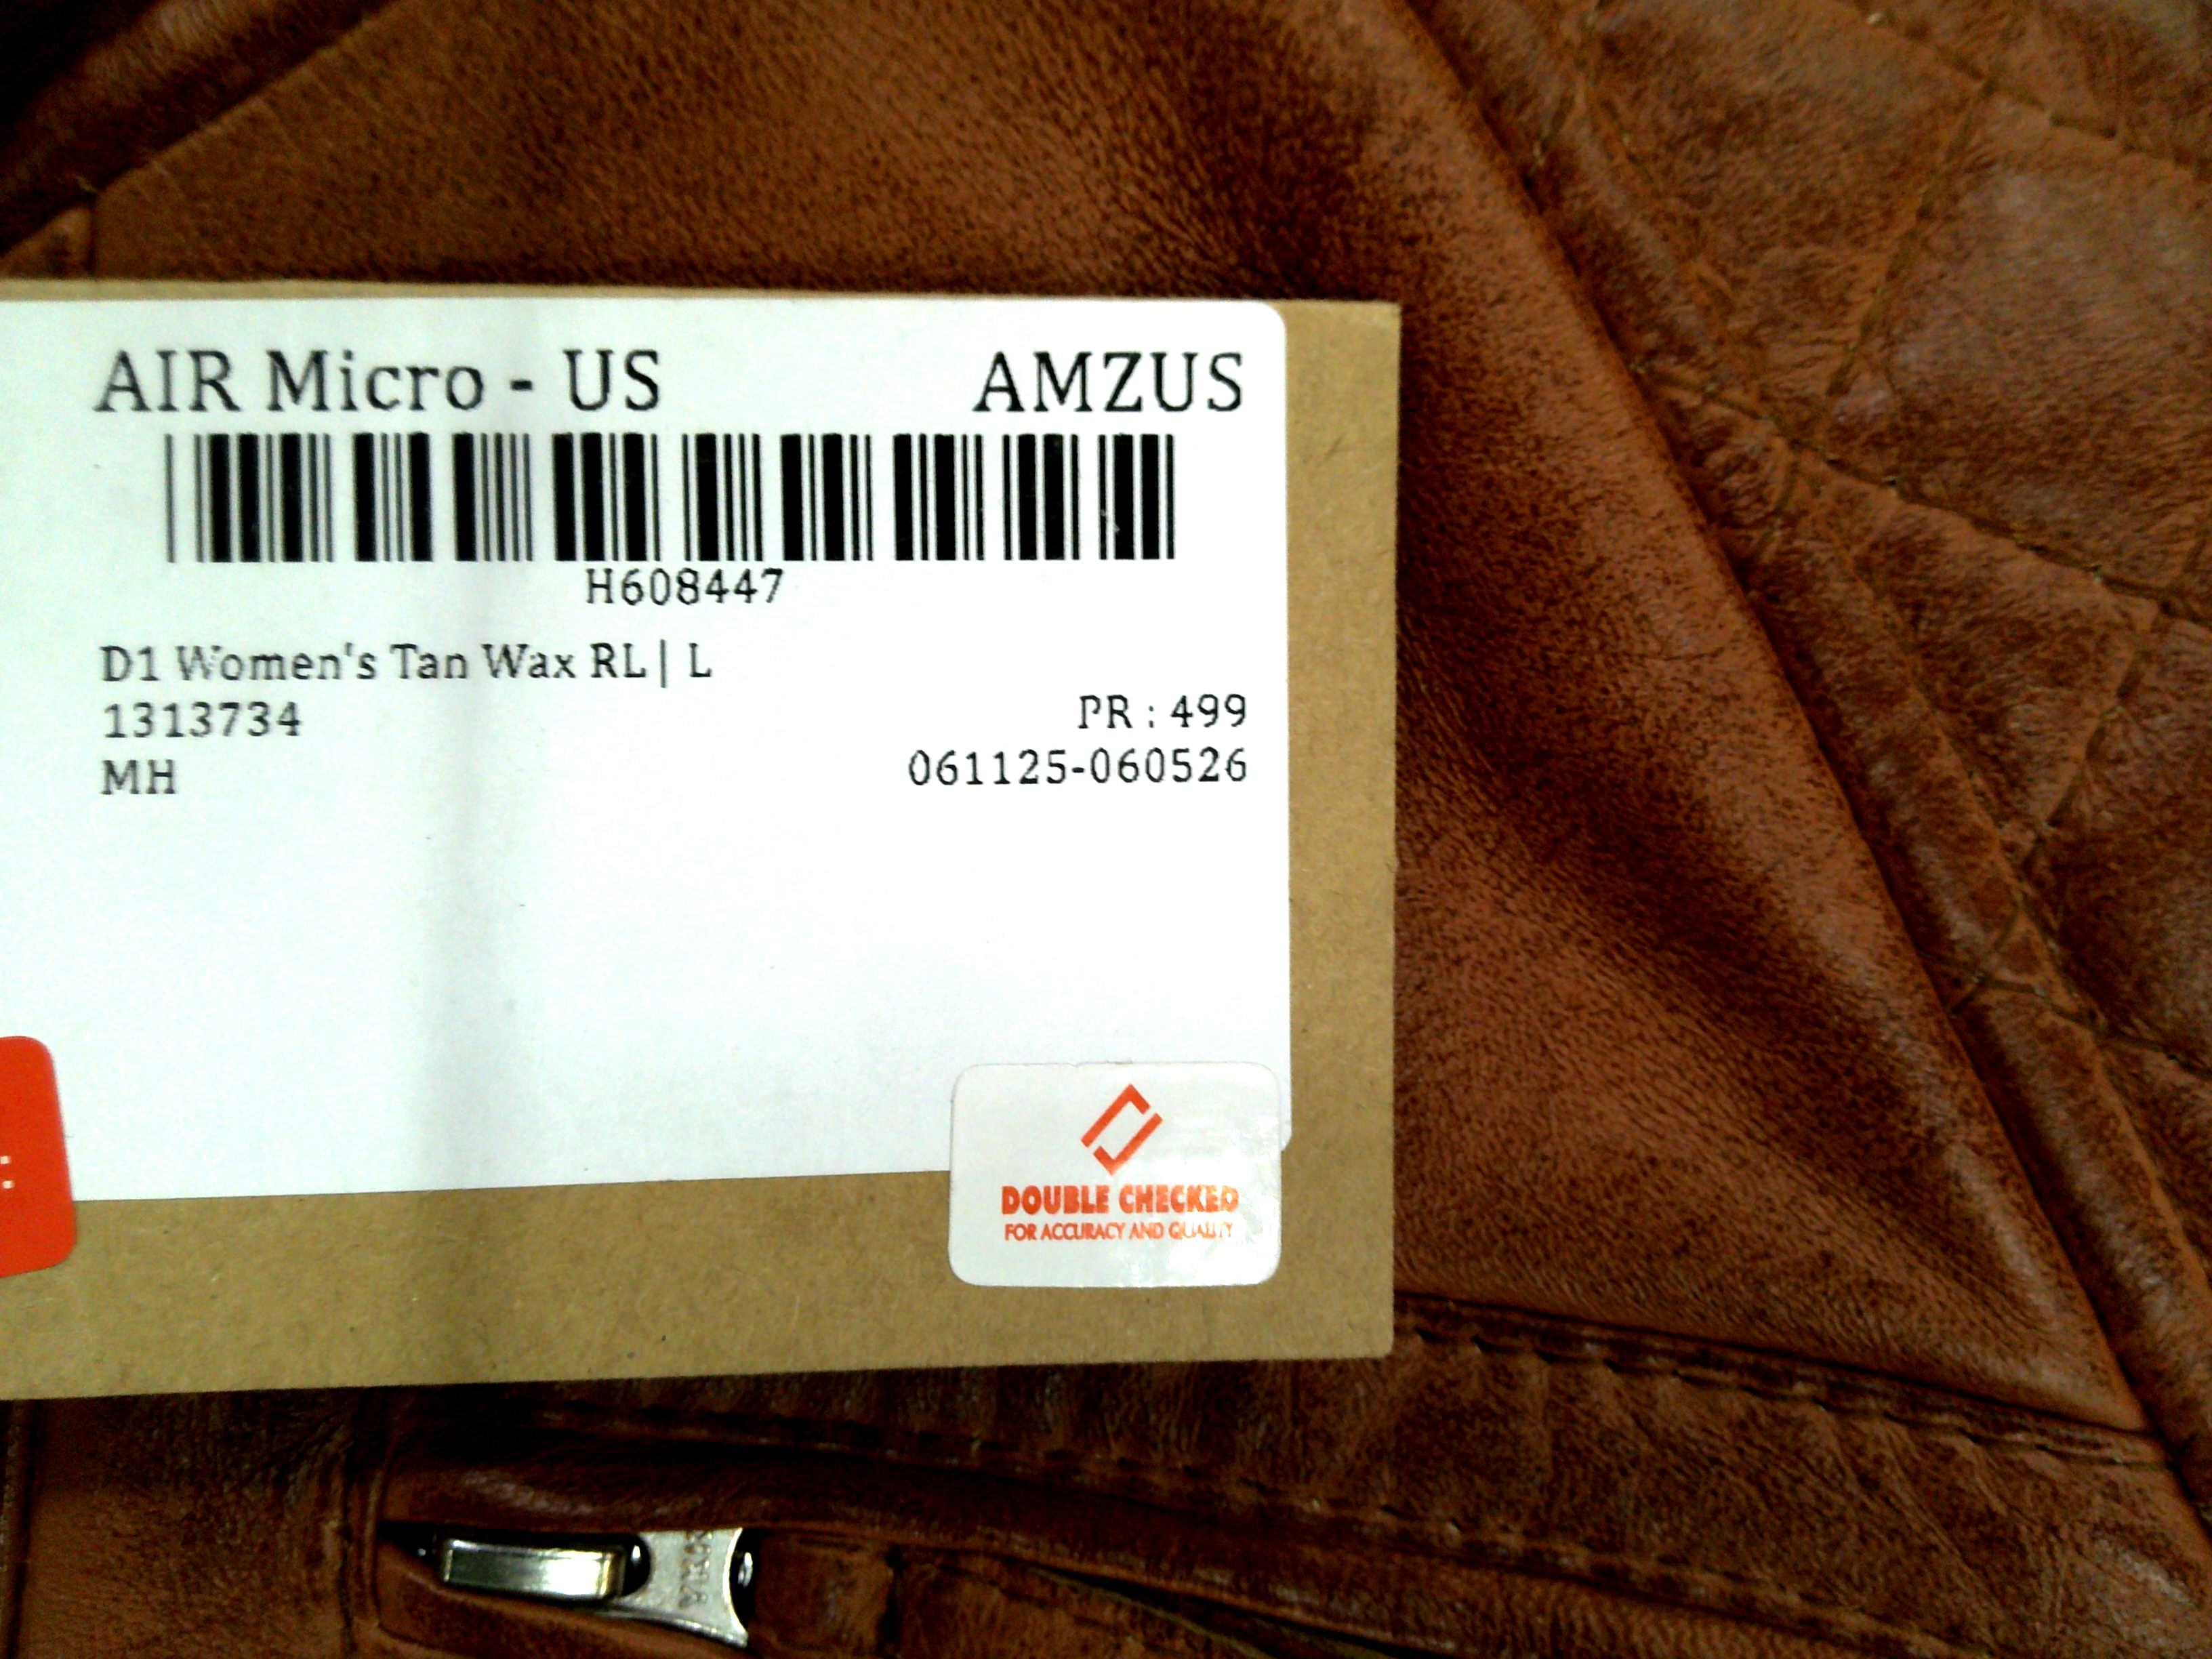 AIR Micro - US AMZUS
H608447
D1 Women's Tan Wax RL| L
1313734 PR : 499
MH 061125-060526
DOUBLE CHECKED
FOR ACCURACY AND QUALITY